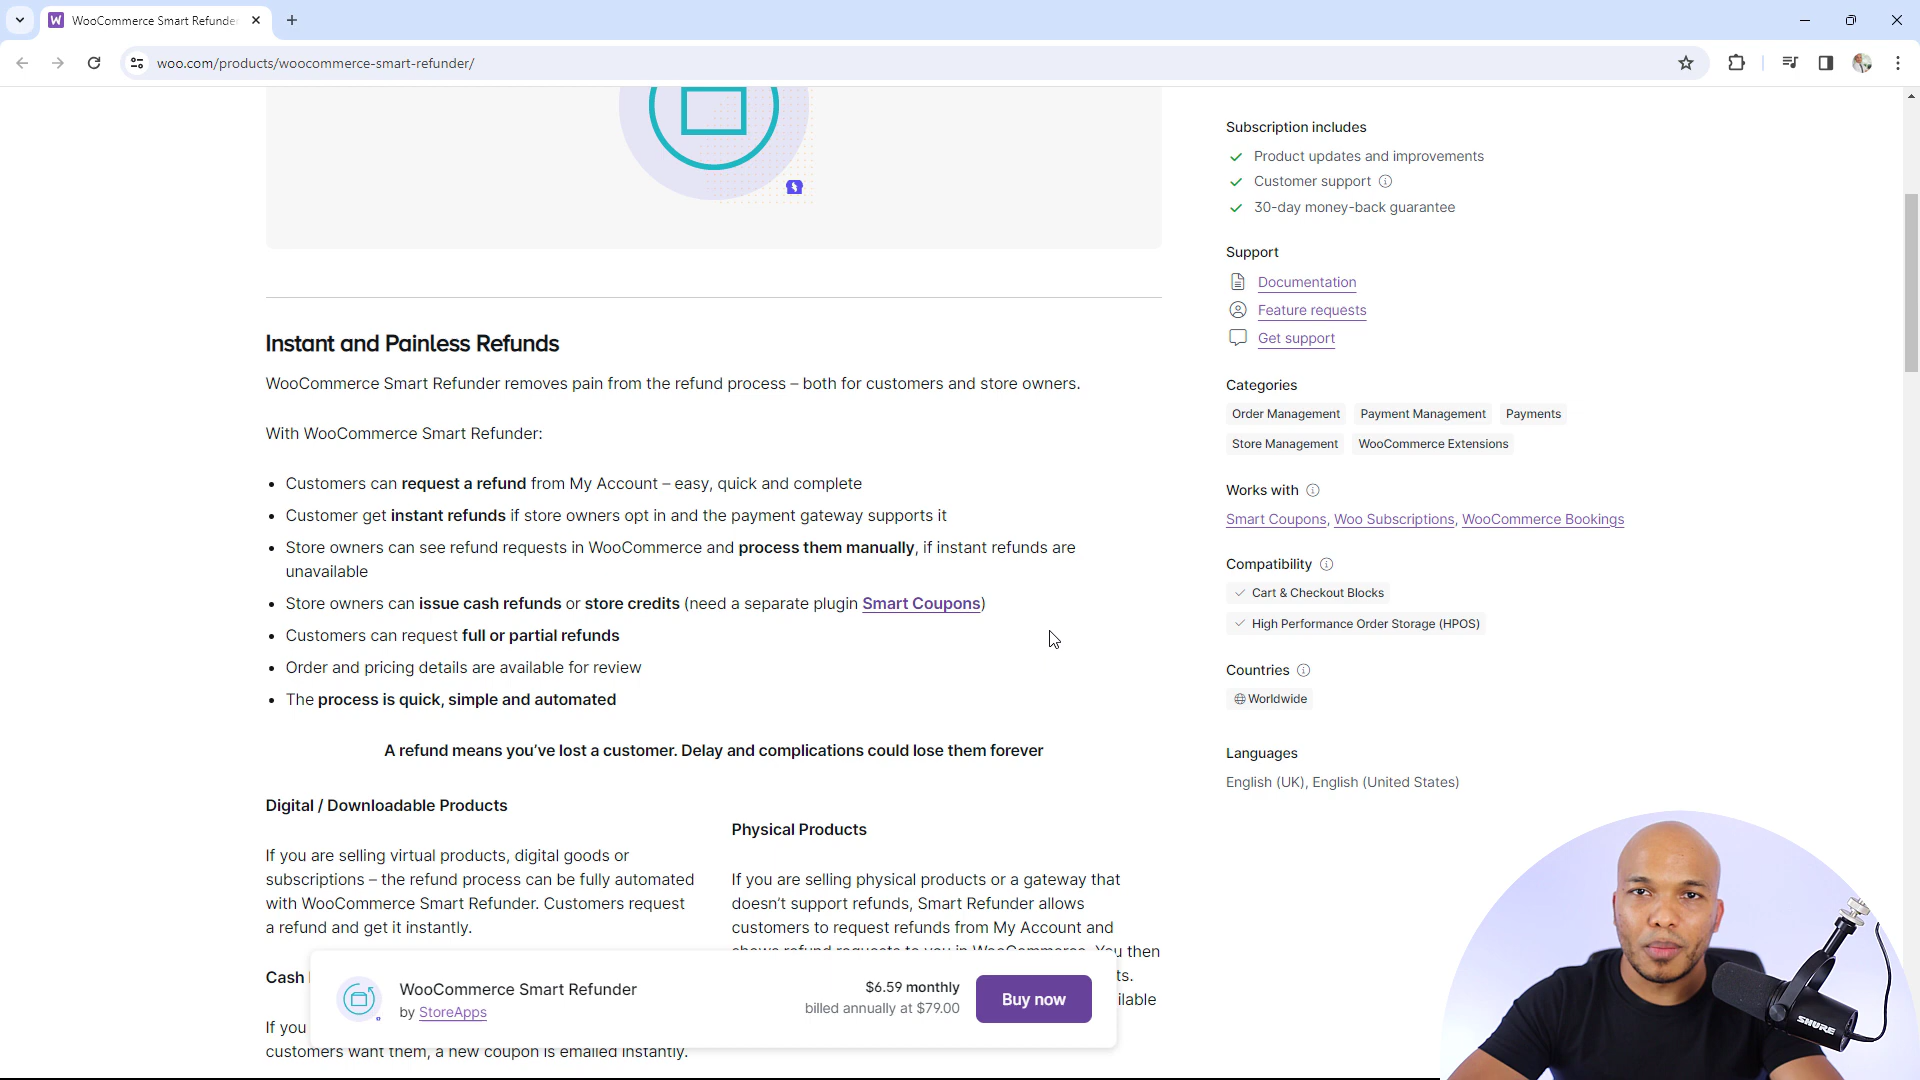 WooCommerce Smart Refunde
woo.com/products/woocommerce-smart-refunder/
Instant and Painless Refunds
WooCommerce Smart Refunder removes pain from the refund process – both for customers and store owners.
With WooCommerce Smart Refunder:
• Customers can request a refund from My Account – easy, quick and complete
• Customer get instant refunds if store owners opt in and the payment gateway supports it
• Store owners can see refund requests in WooCommerce and process them manually, if instant refunds are
unavailable
• Store owners can issue cash refunds or store credits (need a separate plugin Smart Coupons)
• Customers can request full or partial refunds
• Order and pricing details are available for review
• The process is quick, simple and automated
A refund means you’ve lost a customer. Delay and complications could lose them forever
Digital / Downloadable Products
If you are selling virtual products, digital goods or
subscriptions – the refund process can be fully automated
with WooCommerce Smart Refunder. Customers request
a refund and get it instantly.
Cash
If you
customers want them, a new coupon is emailed instantly.
Physical Products
If you are selling physical products or a gateway that
doesn’t support refunds, Smart Refunder allows
customers to request refunds from My Account and
shows refund requests to you in WooCommerce. You then
ts.
ilable
WooCommerce Smart Refunder
by StoreApps
$6.59 monthly
billed annually at $79.00
Buy now
Subscription includes
Product updates and improvements
Customer support
30-day money-back guarantee
Support
Documentation
Feature requests
Get support
Categories
Order Management Payment Management Payments
Store Management WooCommerce Extensions
Works with
Smart Coupons, Woo Subscriptions, WooCommerce Bookings
Compatibility
Cart & Checkout Blocks
High Performance Order Storage (HPOS)
Countries
Worldwide
Languages
English (UK), English (United States)
SHURE